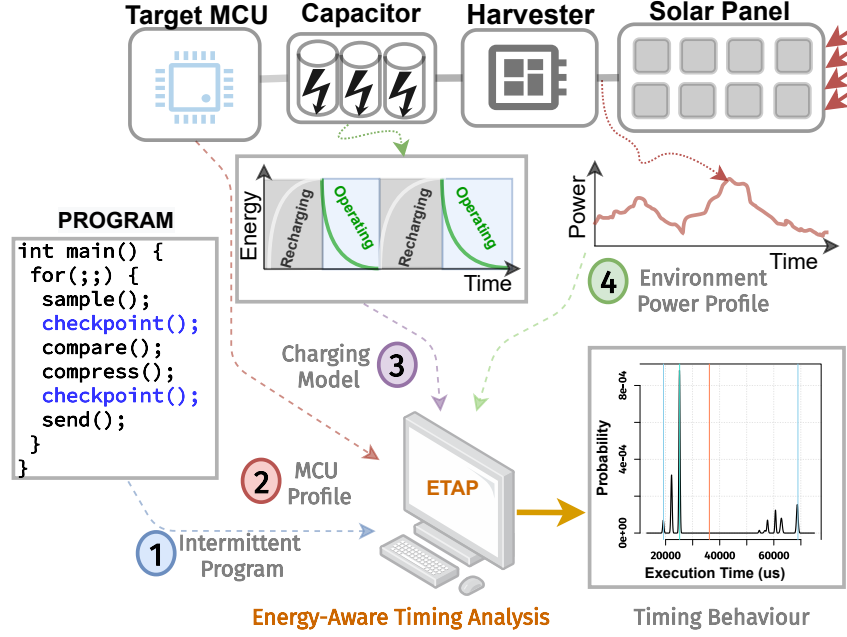 Target MCU
Capacitor
Harvester
Solar Panel
Energy
Recharging
Operating
Recharging
Operating
Time
Power
Time
PROGRAM
int main() {
for(;;) {
sample();
checkpoint();
compare();
compress();
checkpoint();
send();
}
}
4
Environment
Power Profile
Charging
Model
3
2
MCU
Profile
1
Intermittent
Program
ETAP
Energy-Aware Timing Analysis
Probability
8e-04
4e-04
0e+00
20000
40000
60000
Execution Time (us)
Timing Behaviour